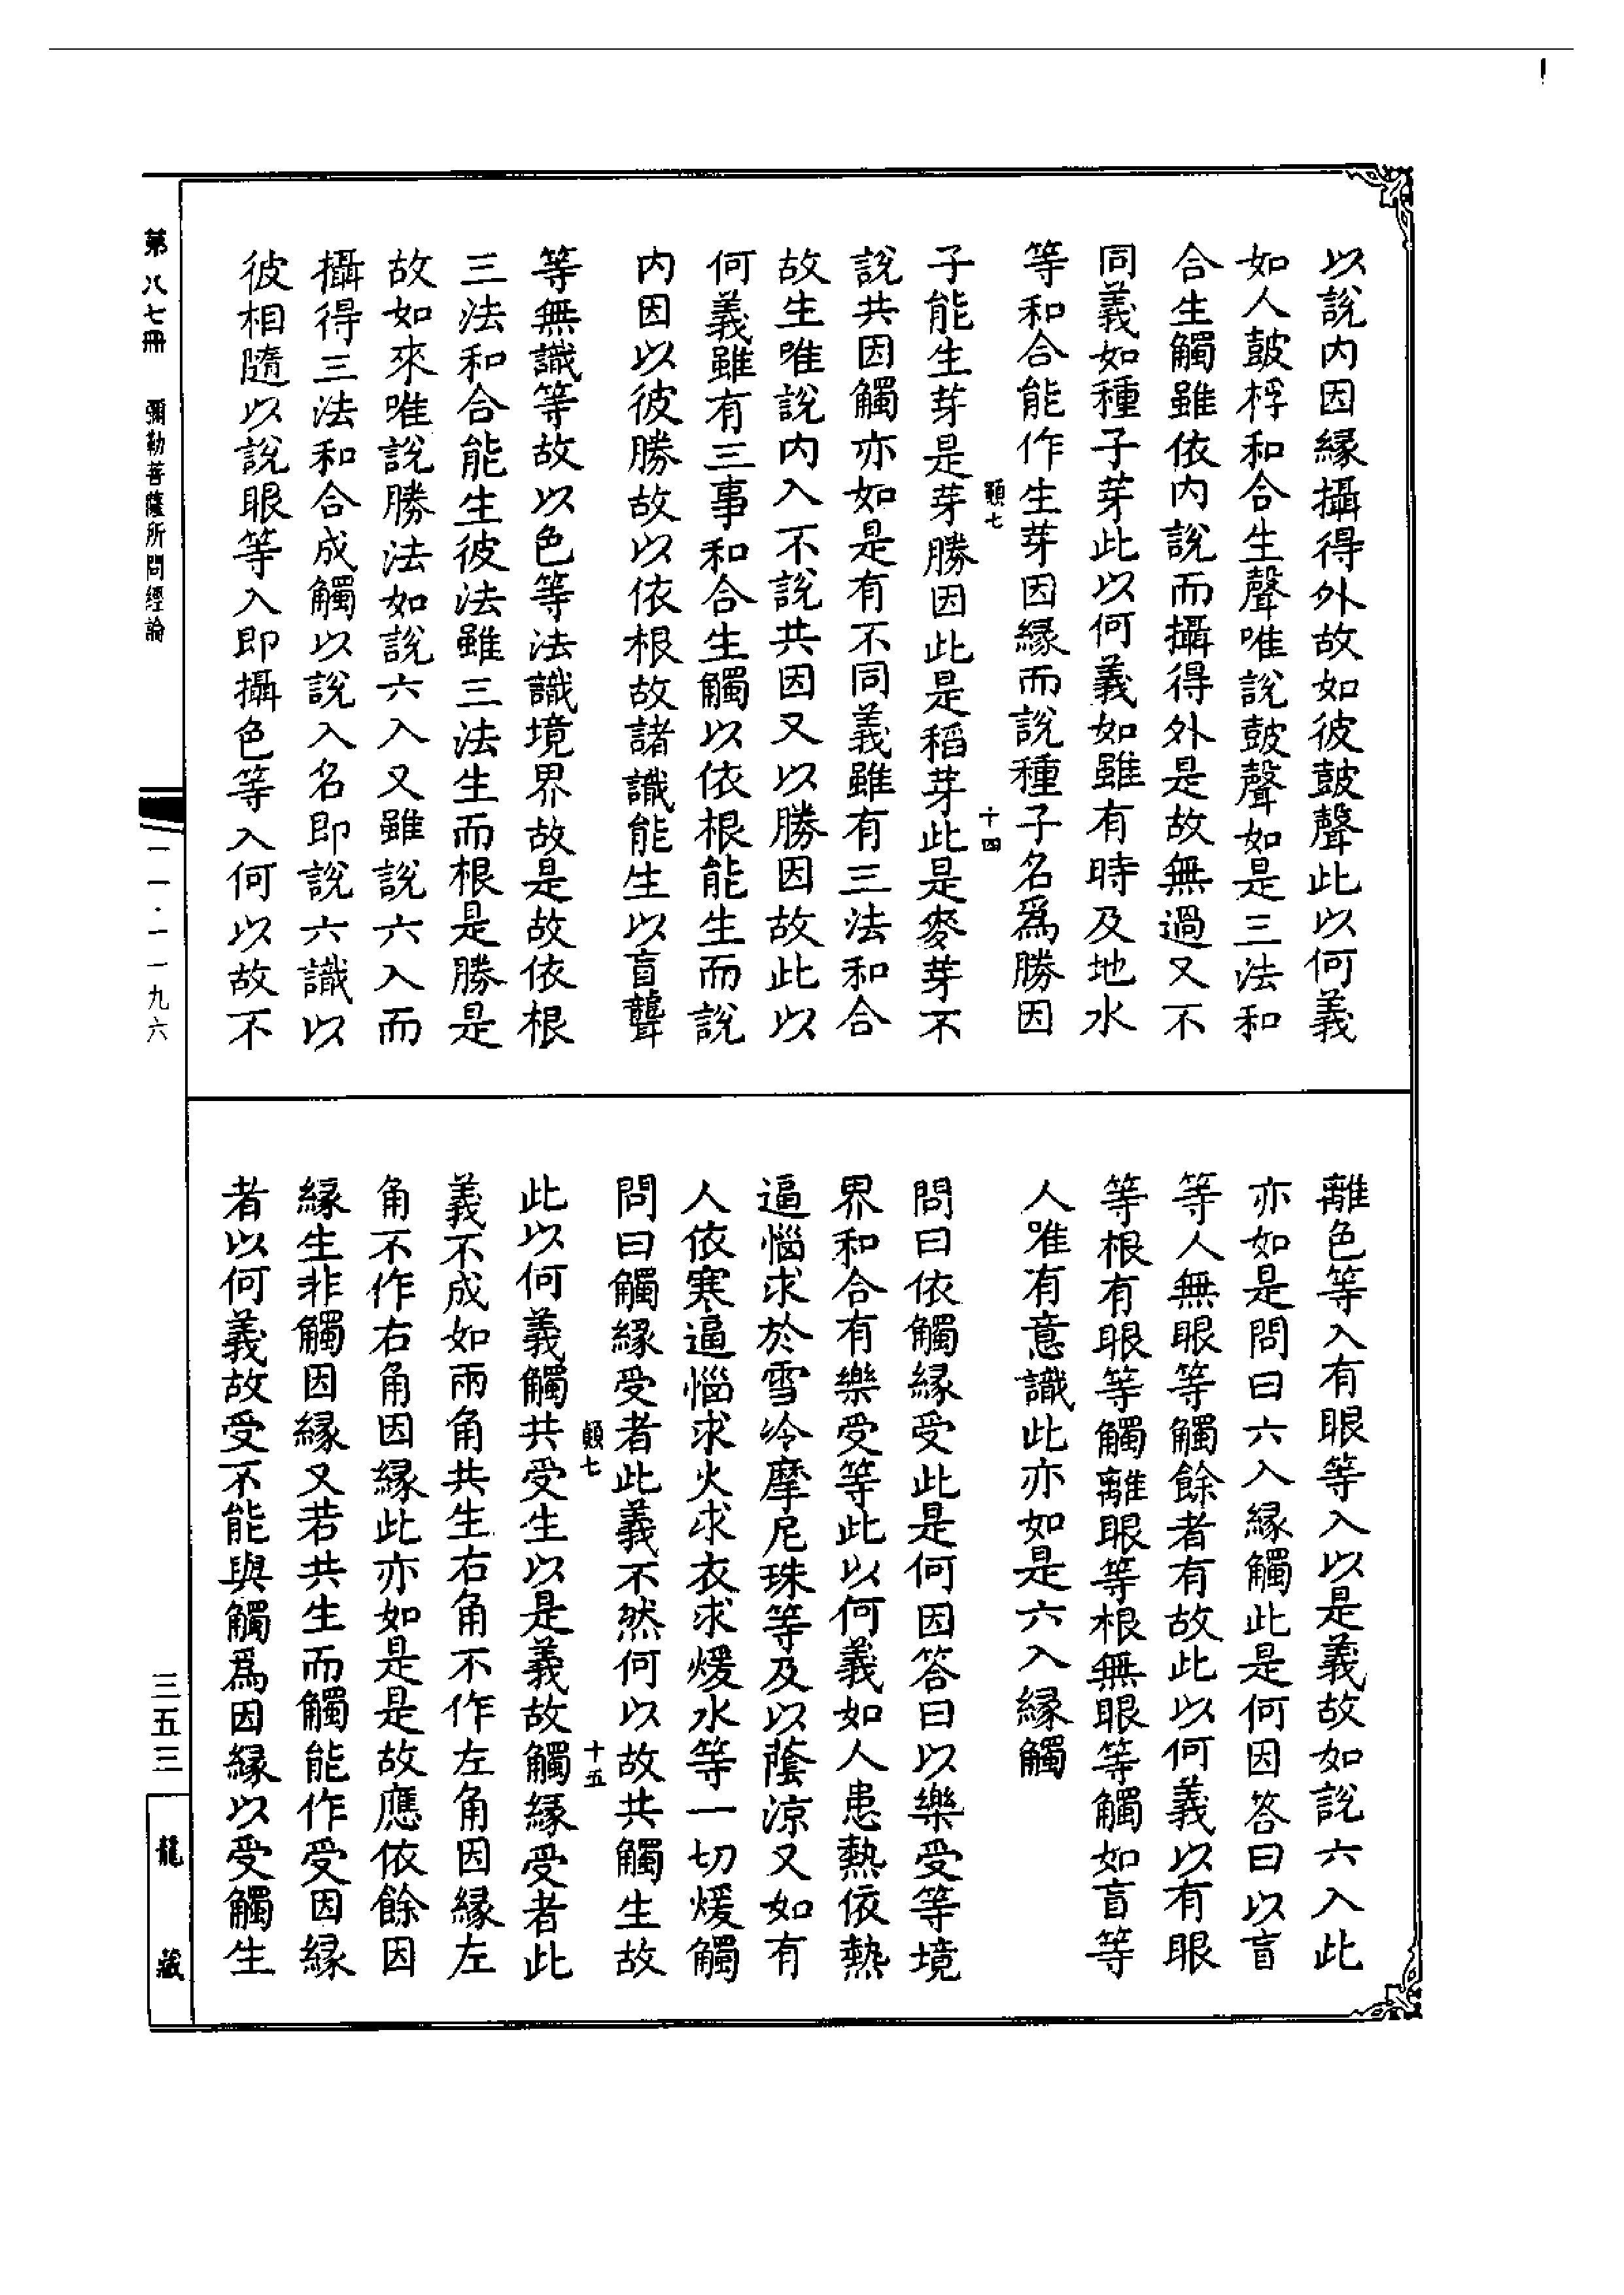 以說内因緣攝得外故如彼鼓聲此以何義
如人鼓桴和合生聲唯說鼓聲如是三法和
合生觸雖依内說而攝得外是故無過又不
同義如種子芽此以何義如雖有時及地水
等和合能作生芽因緣而說種子名爲勝因
顛七
十四
子能生芽是芽勝因此是稻芽此是麥芽不
說共因觸亦如是有不同義雖有三法和合
故生唯說内入不說共因又以勝因故此以
何義雖有三事和合生觸以依根能生而說
内因以彼勝故以依根故諸識能生以盲聾
等無識等故以色等法識境界故是故依根
三法和合能生彼法雖三法生而根是勝是
故如來唯說勝法如說六入又雖說六入而
攝得三法和合成觸以說入名即說六識以
彼相隨以說眼等入即攝色等入何以故不
離色等入有眼等入以是義故如說六入此
亦如是問曰六入緣觸此是何因答曰以盲
等人無眼等觸餘者有故此以何義以有眼
等根有眼等觸離眼等根無眼等觸如盲等
人唯有意識此亦如是六入緣觸
問曰依觸緣受此是何因答曰以樂受等境
界和合有樂受等此以何義如人患熱依熱
逼惱求於雪冷摩尼珠等及以蔭涼又如有
人依寒逼惱求火求衣求煖水等一切煖觸
問曰觸緣受者此義不然何以故共觸生故
顛七
十五
此以何義觸共受生以是義故觸緣受者此
義不成如兩角共生右角不作左角因緣左
角不作右角因緣此亦如是是故應依餘因
緣生非觸因緣又若共生而觸能作受因緣
者以何義故受不能與觸爲因緣以受觸生
第八七冊
彌勒菩薩所問經論
一一·一一九六
三五三
龍藏